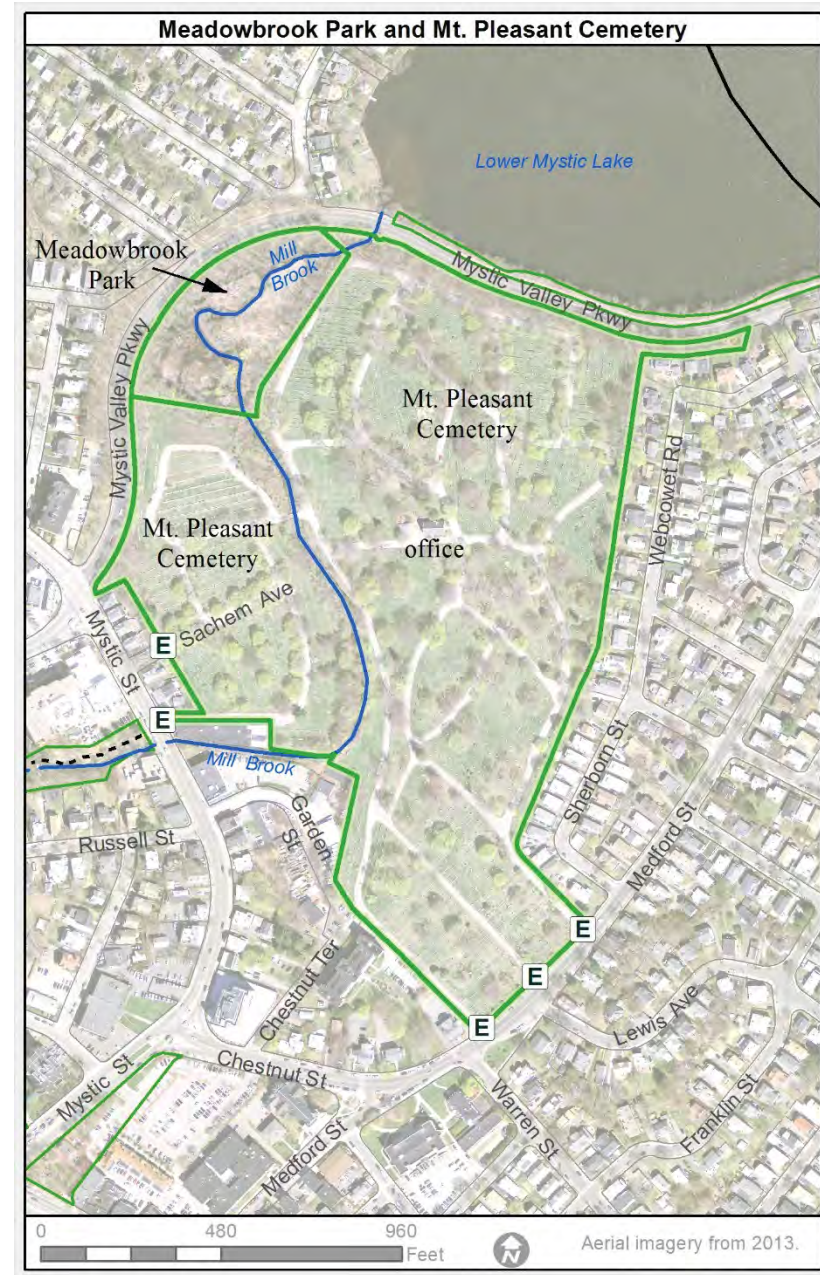 Meadowbrook Park and Mt. Pleasant Cemetery
Lower Mystic Lake
Meadowbrook
Park
Mill
Brook
Mystic Valley Pkwy
Mystic Valley Pkwy
Mt. Pleasant
Cemetery
Webcowet Rd
Mt. Pleasant
Cemetery
office
Sachem Ave
E
Mystic St
E
Mill Brook
Sherborn St
Medford St
Garden
St
Russell St
E
E
E
Chestnut Ter
Lewis Ave
Chestnut St
Mystic St
Warren St
Franklin St
Medford St
0 480 960
Feet
N
Aerial imagery from 2013.